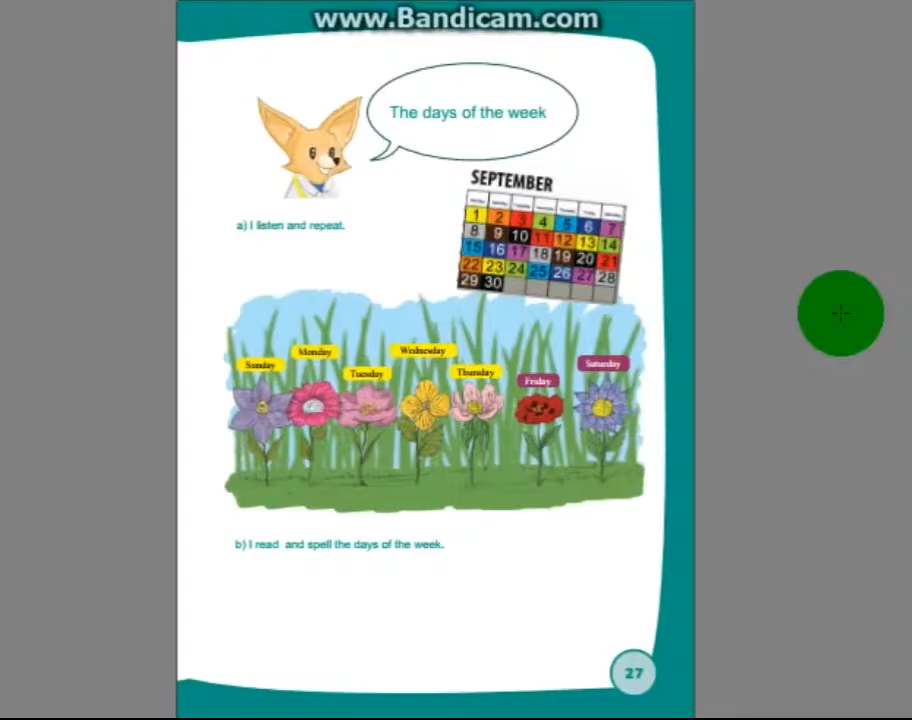 www.Bandicam.com
The days of the week
SEPTEMBER
1 2 3 4 5 6 7
8 9 10 11 12 13 14
15 16 17 18 19 20 21
22 23 24 25 26 27 28
29 30
a) I listen and repeat.
Sunday Monday Tuesday Wednesday Thursday Friday Saturday
b) I read and spell the days of the week.
27